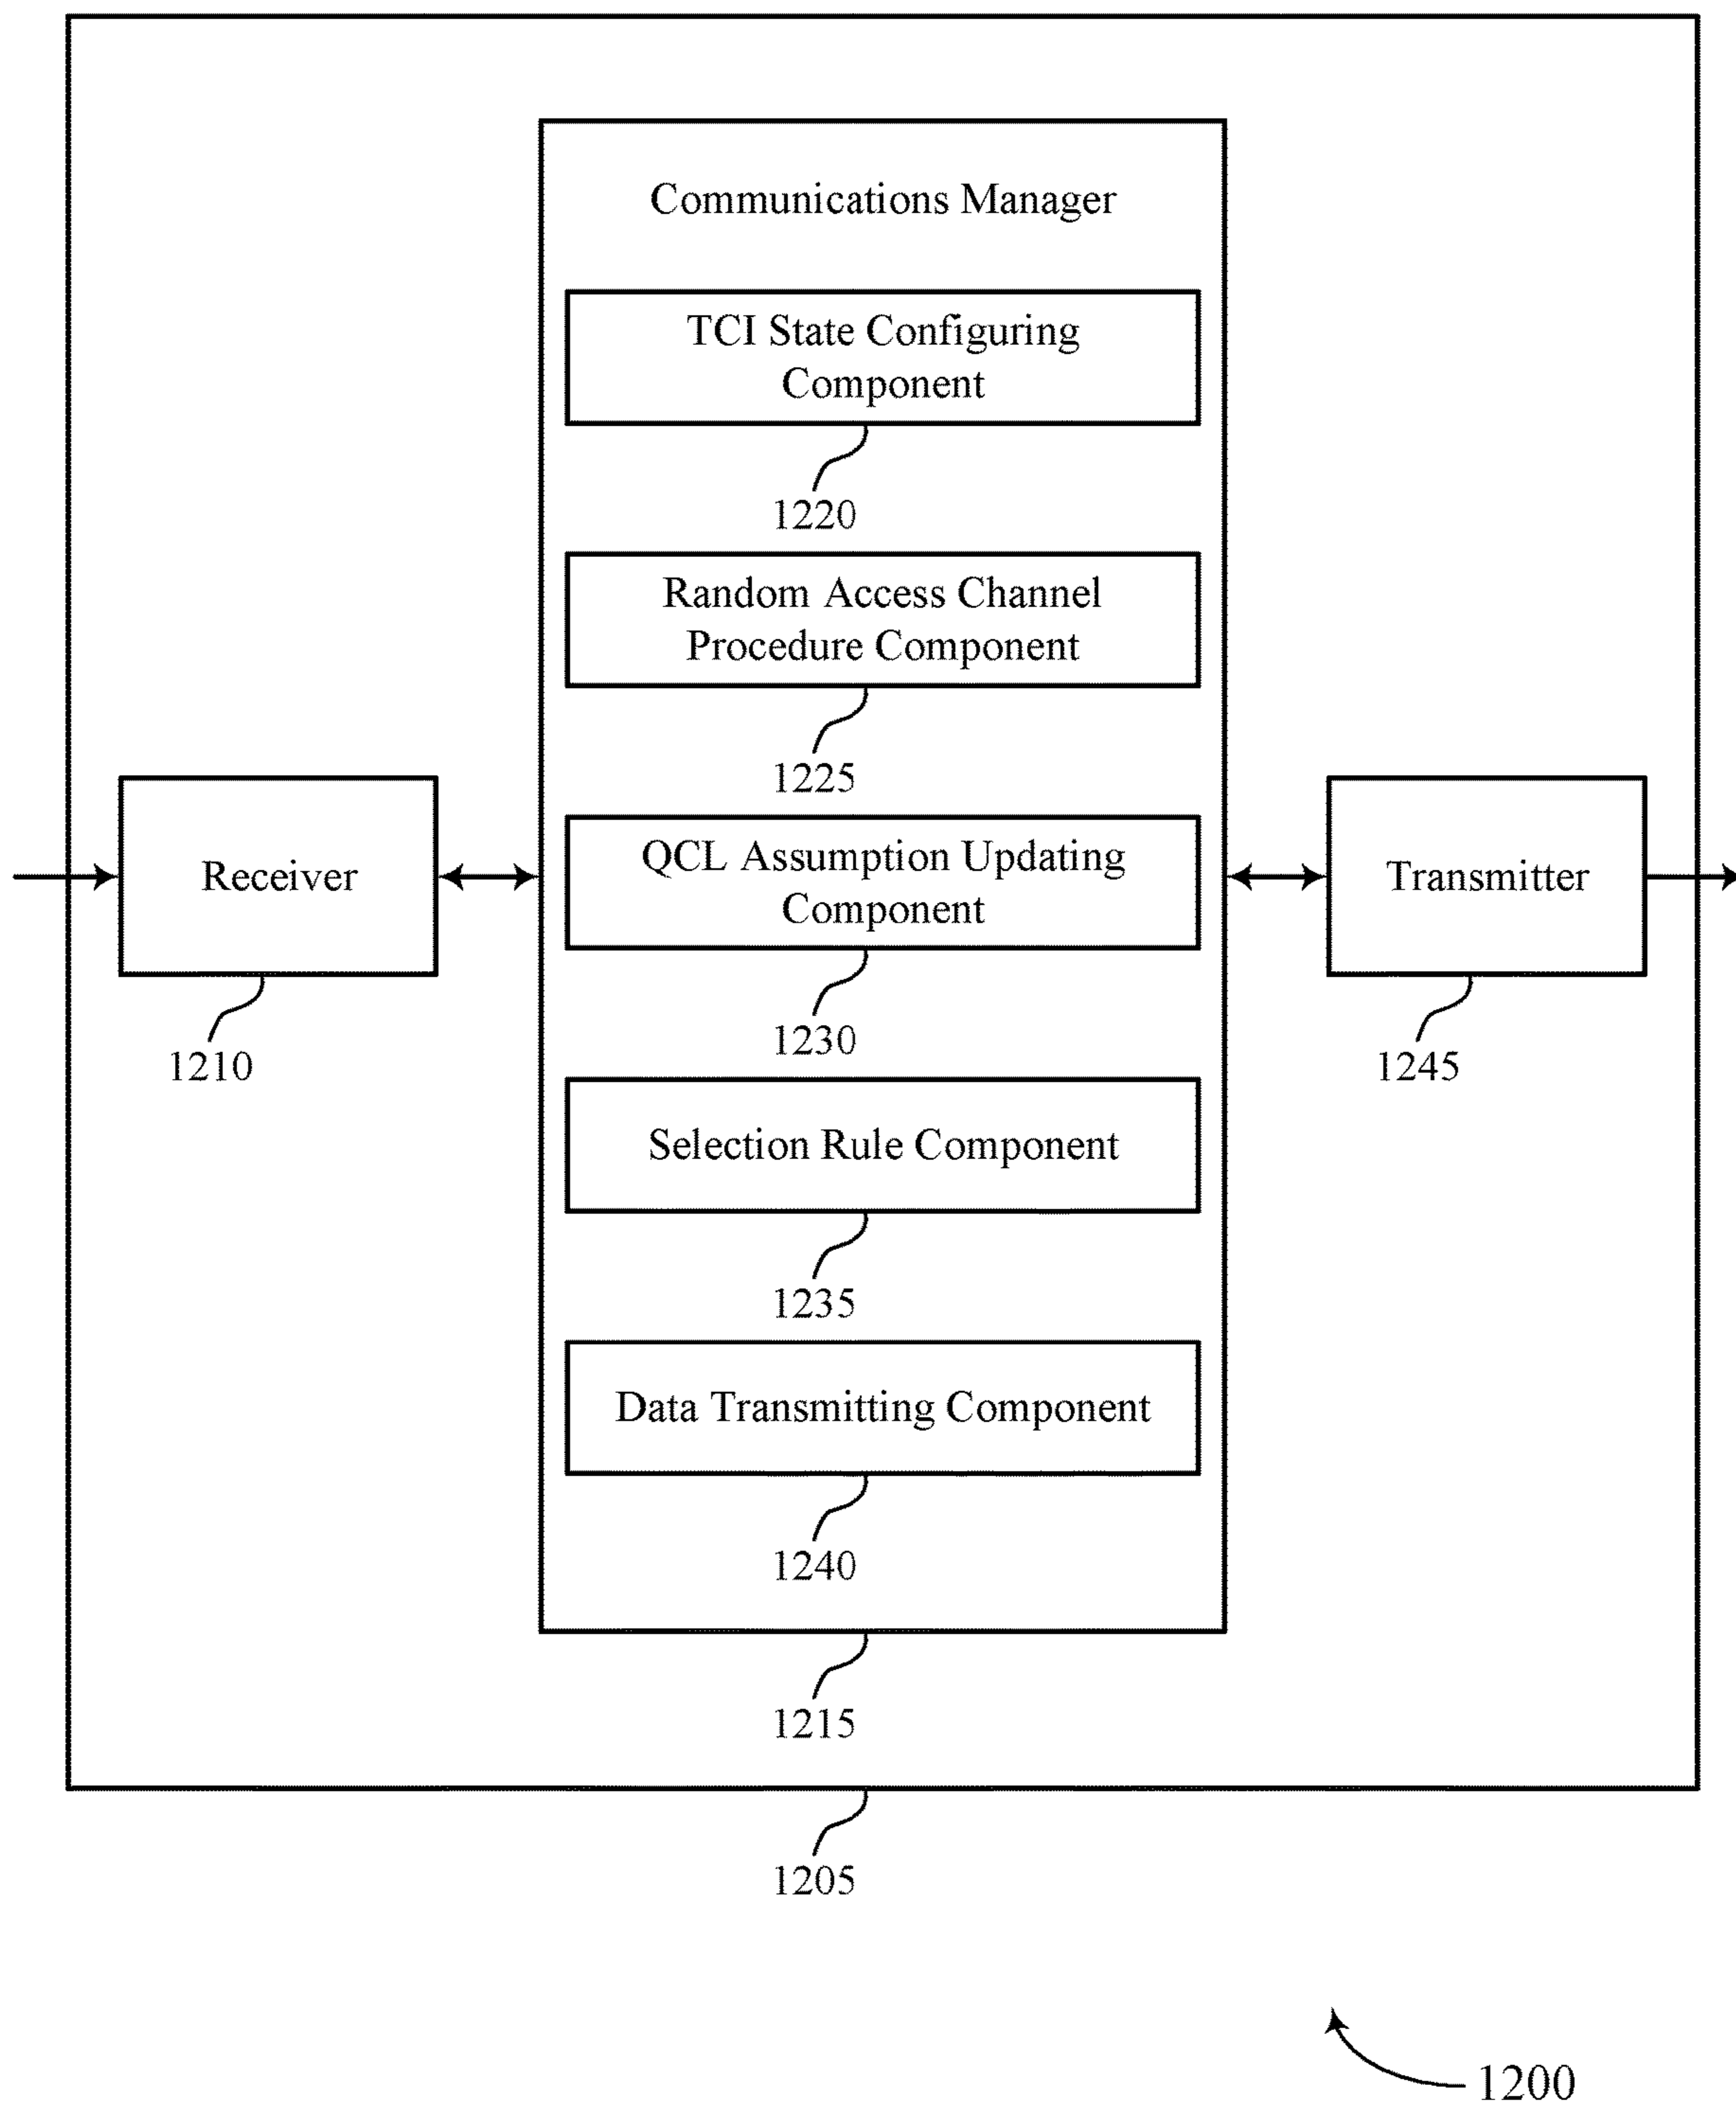 Communications Manager
TCI State Configuring
Component
1220
Random Access Channel
Procedure Component
1225
Receiver
1210
QCL Assumption Updating
Component
1230
Transmitter
1245
Selection Rule Component
1235
Data Transmitting Component
1240
1215
1205
1200